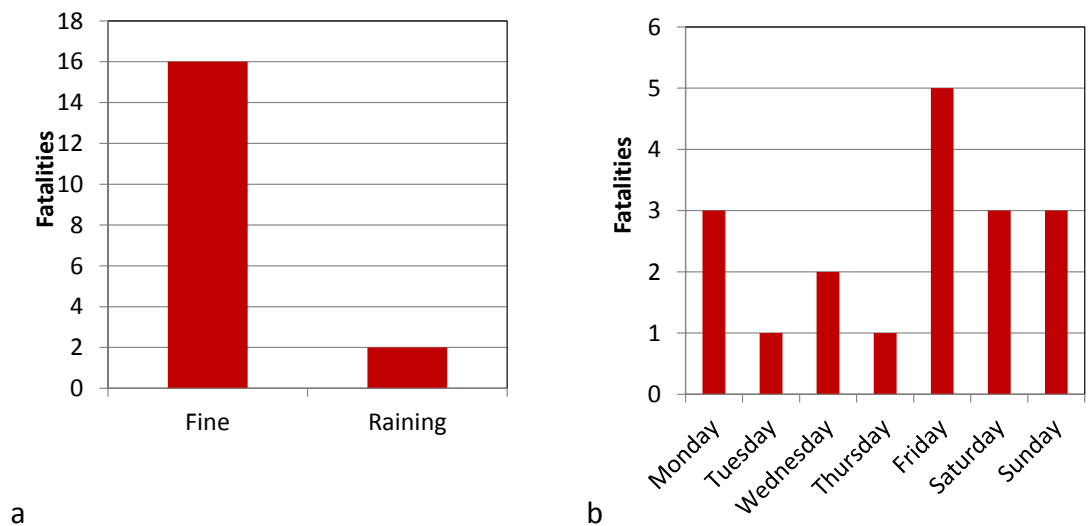 18
16
14
12
10
8
6
4
2
0
Fatalities
Fine
Raining
a
6
5
4
3
2
1
0
Fatalities
Monday
Tuesday
Wednesday
Thursday
Friday
Saturday
Sunday
b